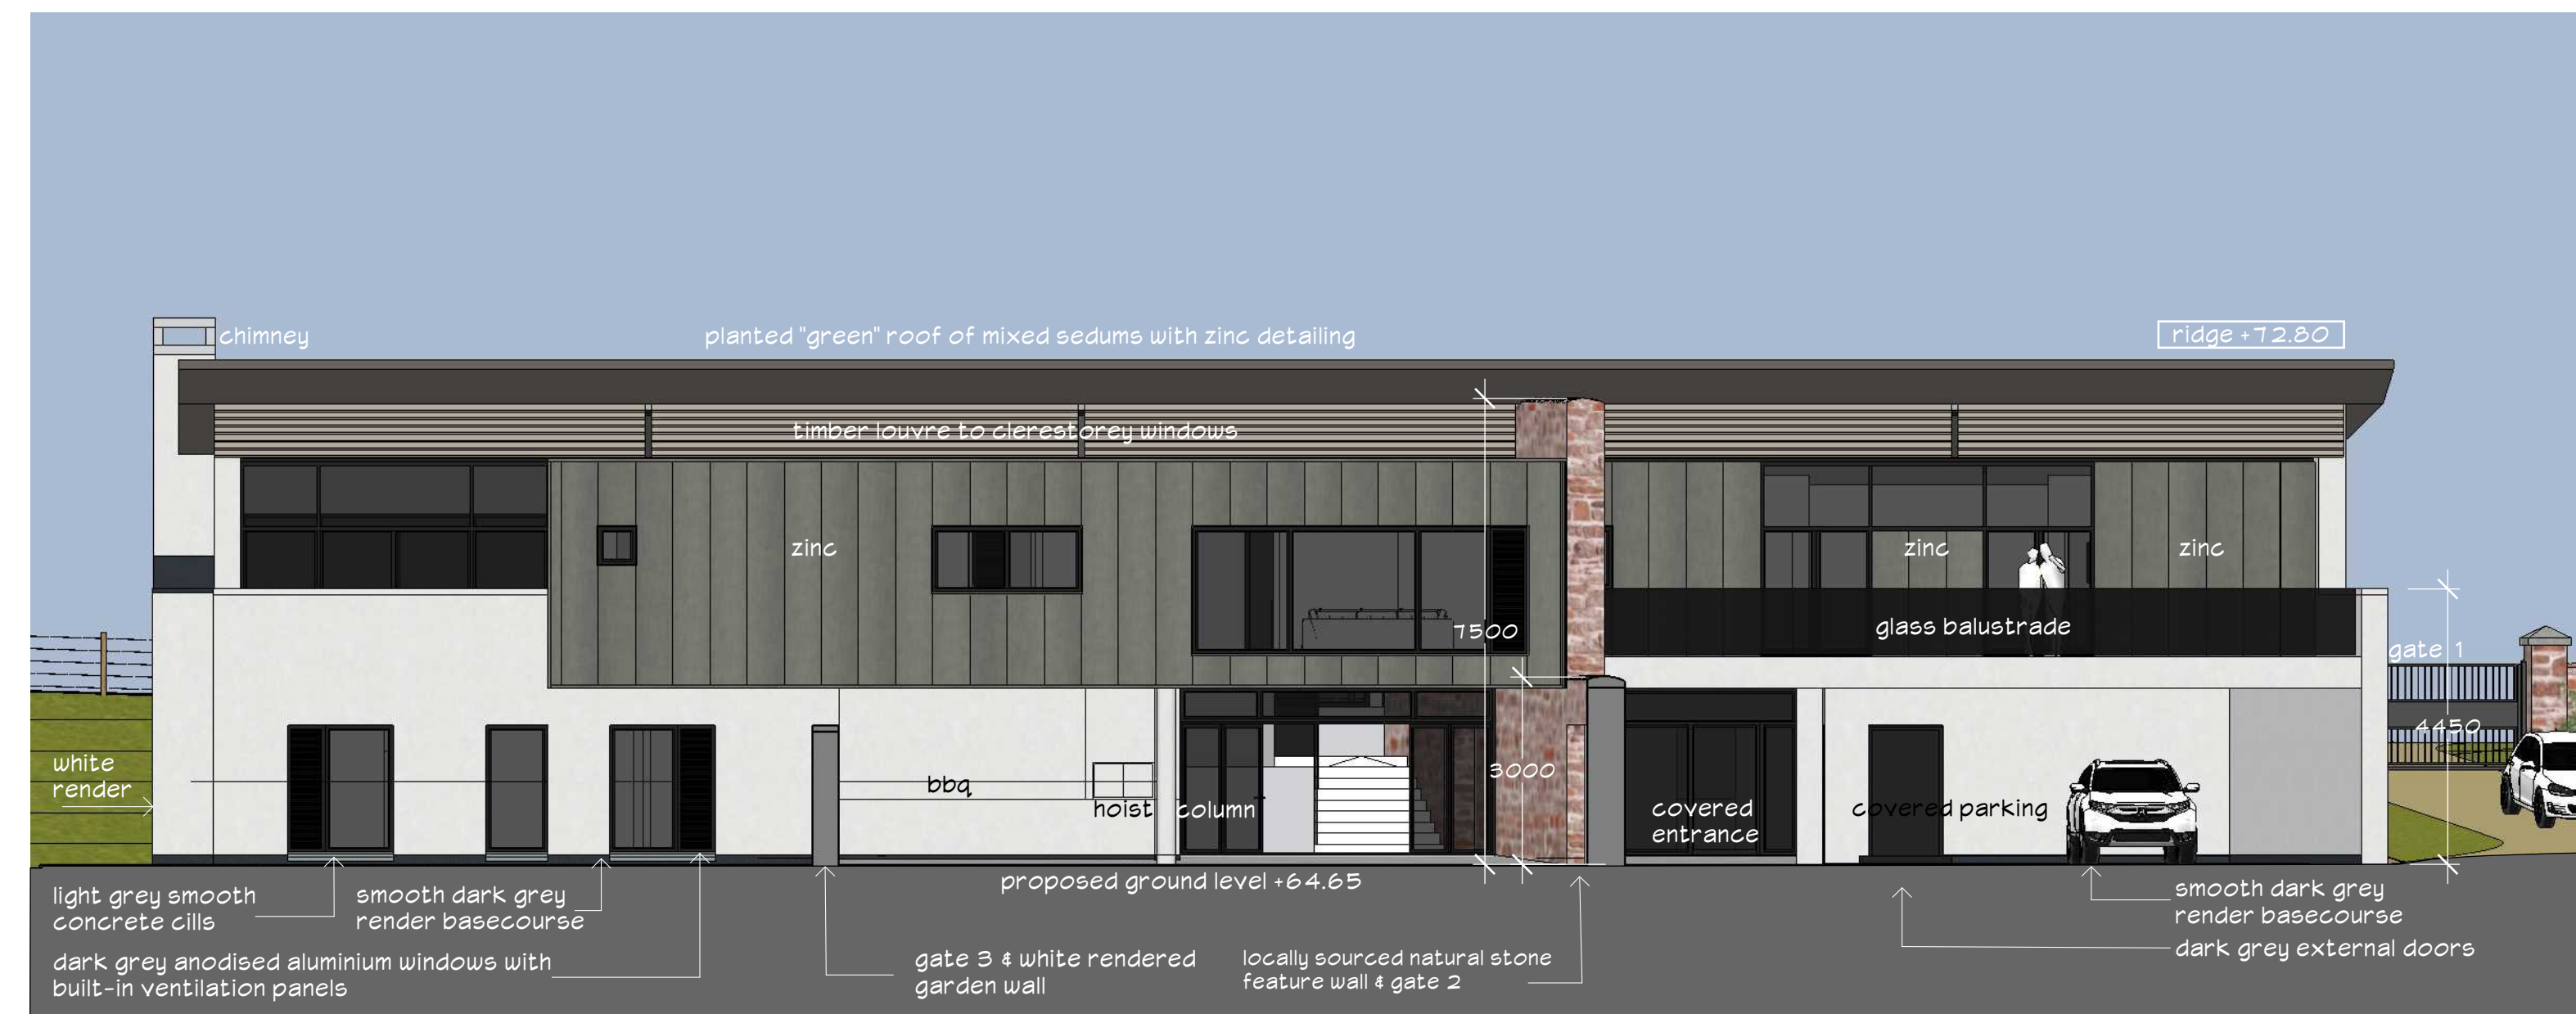 chimney
planted "green" roof of mixed sedums with zinc detailing
ridge +72.80
timber louvre to clerestorey windows
zinc
zinc
zinc
7500
glass balustrade
gate 1
4450
white
render
bbq
3000
hoist column
covered
entrance
covered parking
proposed ground level +64.65
light grey smooth
concrete cills
smooth dark grey
render basecourse
smooth dark grey
render basecourse
dark grey external doors
dark grey anodised aluminium windows with
built-in ventilation panels
gate 3 & white rendered
garden wall
locally sourced natural stone
feature wall & gate 2